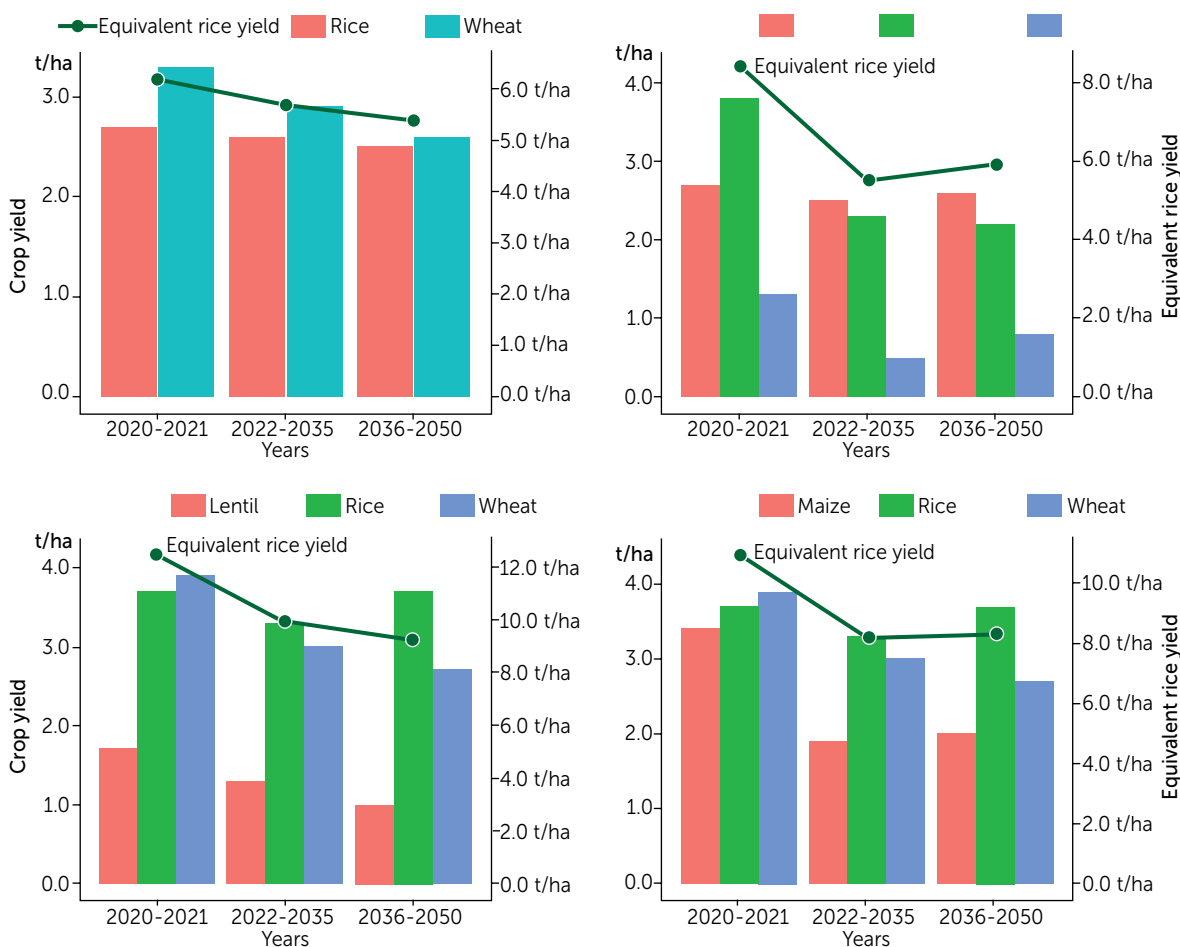 Equivalent rice yield Rice Wheat
t/ha
3.0
2.0
1.0
0.0
Crop yield
6.0 t/ha
5.0 t/ha
4.0 t/ha
3.0 t/ha
2.0 t/ha
1.0 t/ha
0.0 t/ha
2020-2021 2022-2035 2036-2050
Years
t/ha
Equivalent rice yield
4.0
3.0
2.0
1.0
0.0
8.0 t/ha
6.0 t/ha
4.0 t/ha
2.0 t/ha
0.0 t/ha
Equivalent rice yield
2020-2021 2022-2035 2036-2050
Years
Lentil Rice Wheat
t/ha
Equivalent rice yield
4.0
3.0
2.0
1.0
0.0
Crop yield
12.0 t/ha
10.0 t/ha
8.0 t/ha
6.0 t/ha
4.0 t/ha
2.0 t/ha
0.0 t/ha
2020-2021 2022-2035 2036-2050
Years
Maize Rice Wheat
t/ha
Equivalent rice yield
4.0
3.0
2.0
1.0
0.0
10.0 t/ha
8.0 t/ha
6.0 t/ha
4.0 t/ha
2.0 t/ha
0.0 t/ha
Equivalent rice yield
2020-2021 2022-2035 2036-2050
Years